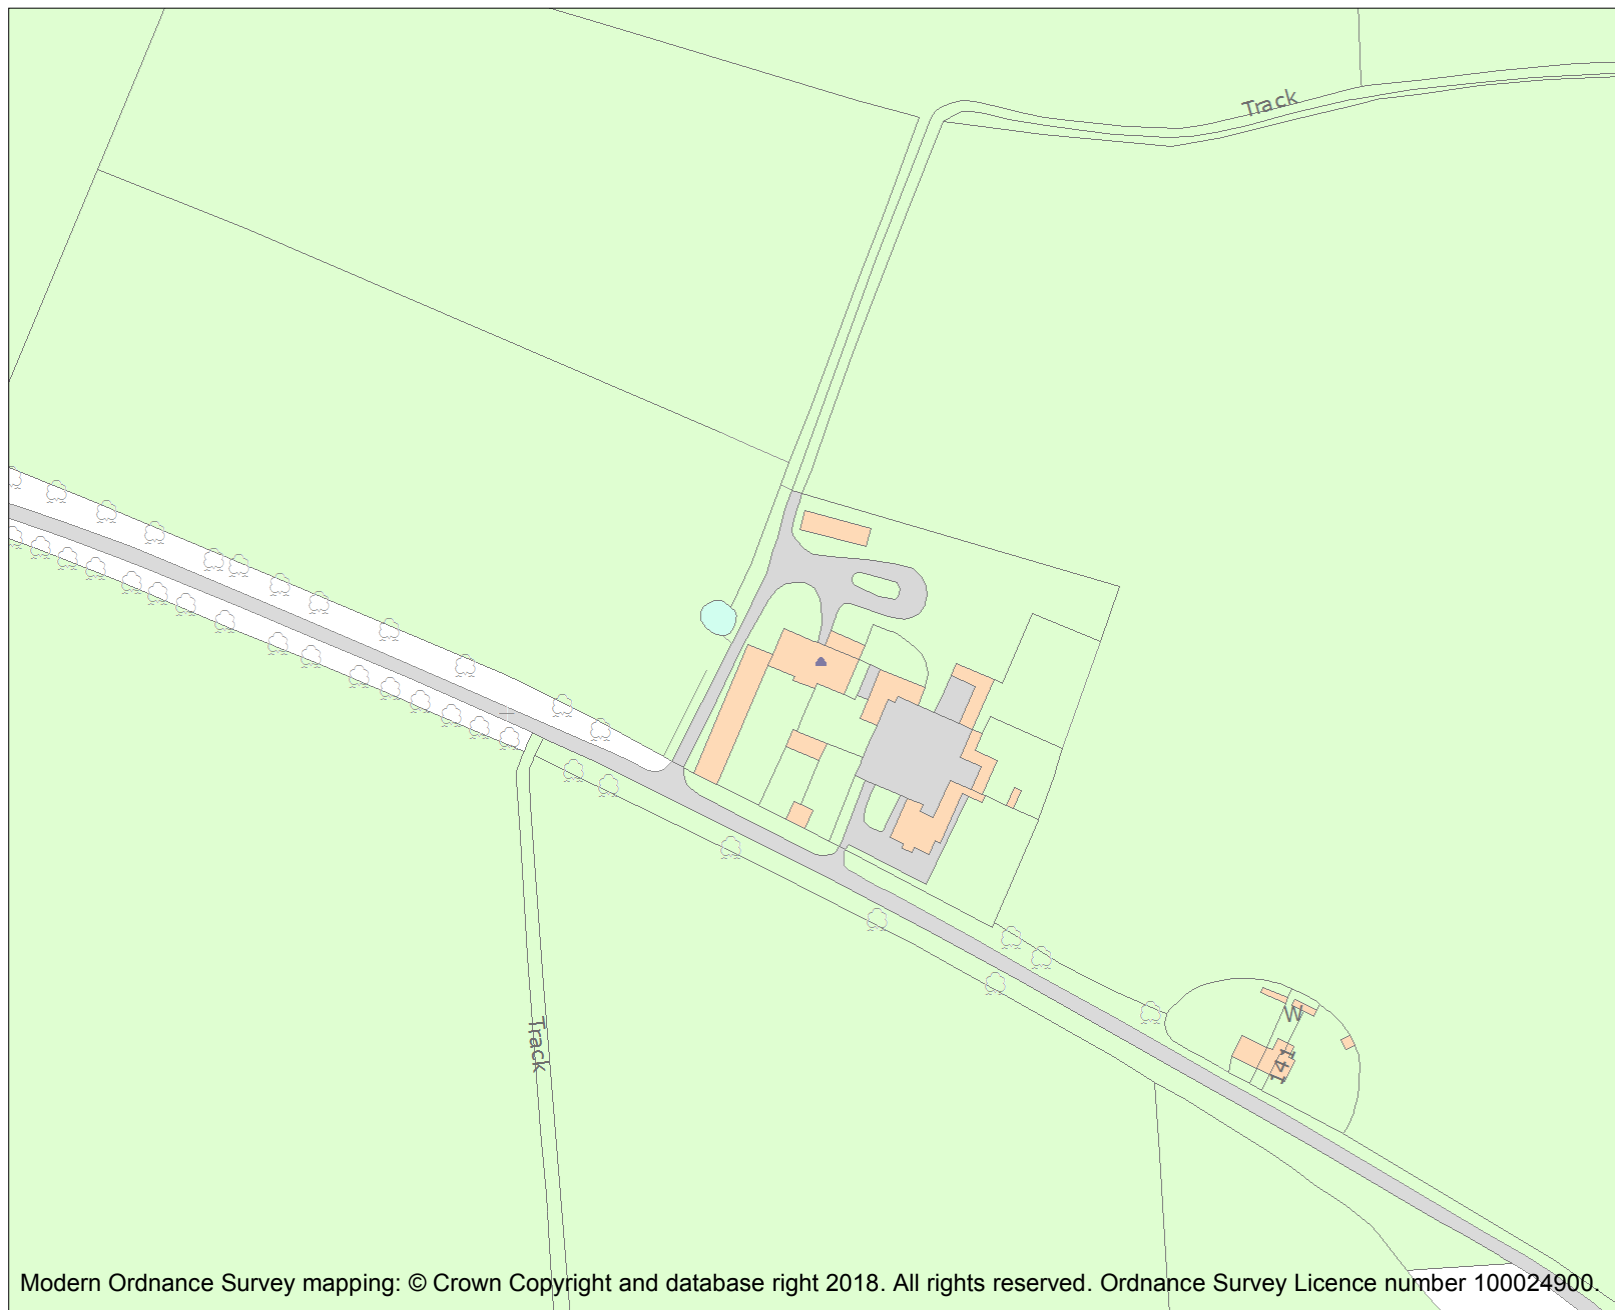 Track
Track
W
141
Modern Ordnance Survey mapping: © Crown Copyright and database right 2018. All rights reserved. Ordnance Survey Licence number 100024900.